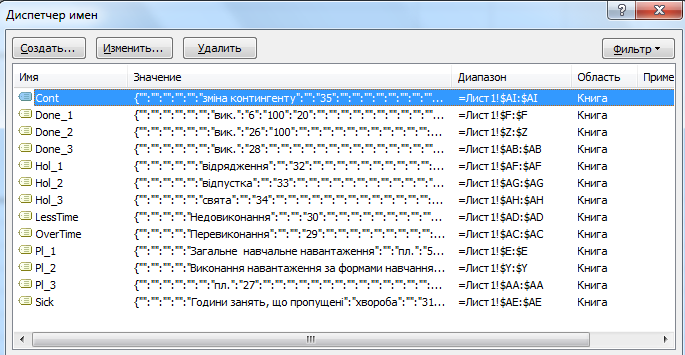 Диспетчер имен
Создать... Изменить... Удалить Фильтр
Имя Значение Диапазон Область Приме
Cont {"":"":"":"":"":"зміна контингенту":"":"35":"":"":"":"":"":"":"":""... =Лист1!$AI:$AI Книга
Done_1 {"":"":"":"":"":"вик.":"6":"100":"20":"":"":"":"":"":"":"":"":"":""... =Лист1!$F:$F Книга
Done_2 {"":"":"":"":"":"вик.":"26":"100":"":"":"":"":"":"":"":"":"":"":... =Лист1!$Z:$Z Книга
Done_3 {"":"":"":"":"":"вик.":"28":"":"":"":"":"":"":"":"":"":"":"":""... =Лист1!$AB:$AB Книга
Hol_1 {"":"":"":"":"відрядження":"":"32":"":"":"":"":"":"":"":"":""... =Лист1!$AF:$AF Книга
Hol_2 {"":"":"":"":"відпустка":"":"33":"":"":"":"":"":"":"":"":"":"":... =Лист1!$AG:$AG Книга
Hol_3 {"":"":"":"":"свята":"":"34":"":"":"":"":"":"":"":"":"":"":"":... =Лист1!$AH:$AH Книга
LessTime {"":"":"":"Недовиконання":"":"":"30":"":"":"":"":"":"":"":"":... =Лист1!$AD:$AD Книга
OverTime {"":"":"":"Перевиконання":"":"":"29":"":"":"":"":"":"":"":"":... =Лист1!$AC:$AC Книга
Pl_1 {"":"":"":"Загальне навчальне навантаження":"":"пл.":"5... =Лист1!$E:$E Книга
Pl_2 {"":"":"":"Виконання навантаження за формами навчання... =Лист1!$Y:$Y Книга
Pl_3 {"":"":"":"":"":"пл.":"27":"":"":"":"":"":"":"":"":"":"":"":"":... =Лист1!$AA:$AA Книга
Sick {"":"":"":"Години занять, що пропущені":"хвороба":"":"31... =Лист1!$AE:$AE Книга